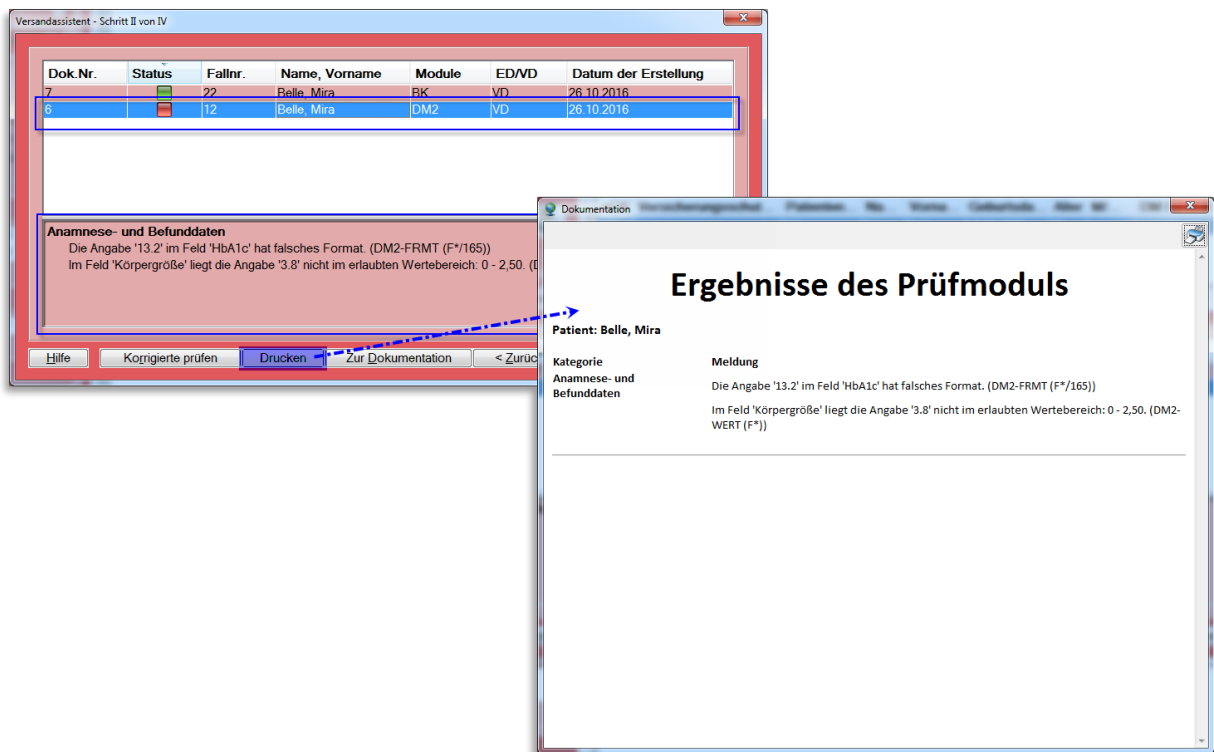 Versandassistent - Schritt II von IV
Dok.Nr. Status Fallnr. Name, Vorname Module ED/VD Datum der Erstellung
7 22 Belle, Mira BK VD 26.10.2016
6 12 Belle, Mira DM2 VD 26.10.2016
Anamnese- und Befunddaten
Die Angabe '13.2' im Feld 'HbA1c' hat falsches Format. (DM2-FRMT (F*/165))
Im Feld 'Körpergröße' liegt die Angabe '3.8' nicht im erlaubten Wertebereich: 0 - 2,50. (D
Hilfe Korrigierte prüfen Drucken Zur Dokumentation < Zurüc
Dokumentation
Ergebnisse des Prüfmoduls
Patient: Belle, Mira
Kategorie Meldung
Anamnese- und
Befunddaten
Die Angabe '13.2' im Feld 'HbA1c' hat falsches Format. (DM2-FRMT (F*/165))
Im Feld 'Körpergröße' liegt die Angabe '3.8' nicht im erlaubten Wertebereich: 0 - 2,50. (DM2-
WERT (F*))